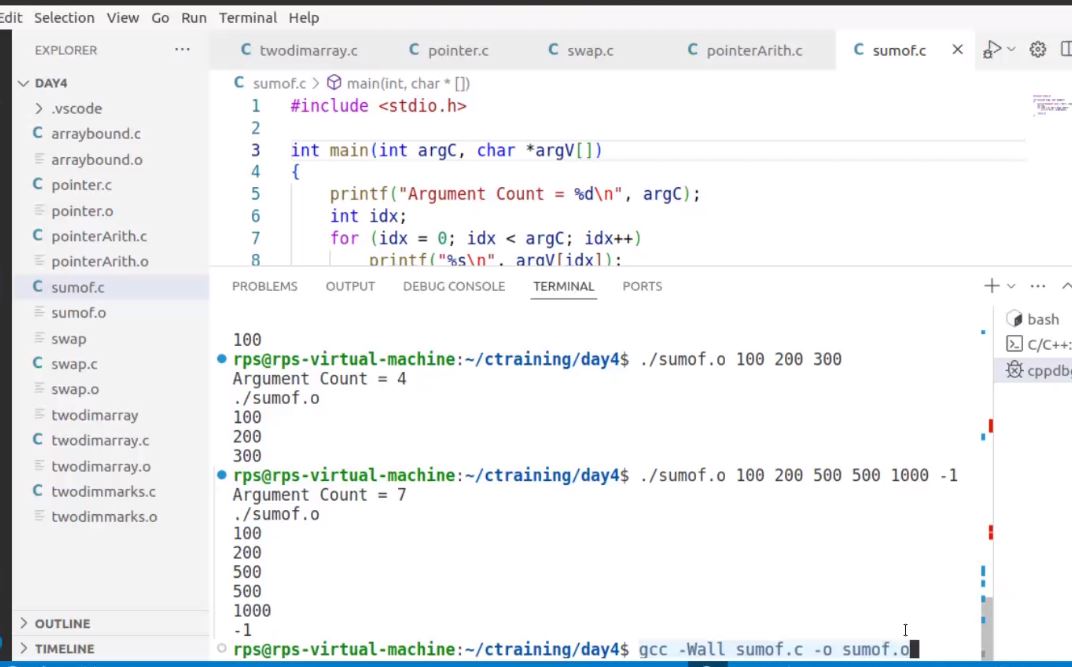 Edit Selection View Go Run Terminal Help
EXPLORER ...
DAY4
.vscode
C arraybound.c
arraybound.o
C pointer.c
pointer.o
C pointerArith.c
pointerArith.o
C sumof.c
sumof.o
swap
C swap.c
swap.o
twodimarray
C twodimarray.c
twodimarray.o
C twodimmarks.c
twodimmarks.o
OUTLINE
TIMELINE
C twodimarray.c C pointer.c C swap.c C pointerArith.c C sumof.c
C sumof.c > main(int, char * [])
1 #include <stdio.h>
2
3 int main(int argC, char *argV[])
4 {
5 printf("Argument Count = %d\n", argC);
6 int idx;
7 for (idx = 0; idx < argC; idx++)
8 printf("%s\n", argV[idx]);
PROBLEMS OUTPUT DEBUG CONSOLE TERMINAL PORTS
100
rps@rps-virtual-machine:~/ctraining/day4$ ./sumof.o 100 200 300
Argument Count = 4
./sumof.o
100
200
300
rps@rps-virtual-machine:~/ctraining/day4$ ./sumof.o 100 200 500 500 1000 -1
Argument Count = 7
./sumof.o
100
200
500
500
1000
-1
rps@rps-virtual-machine:~/ctraining/day4$ gcc -Wall sumof.c -o sumof.o
bash
C/C++:
cppdbg